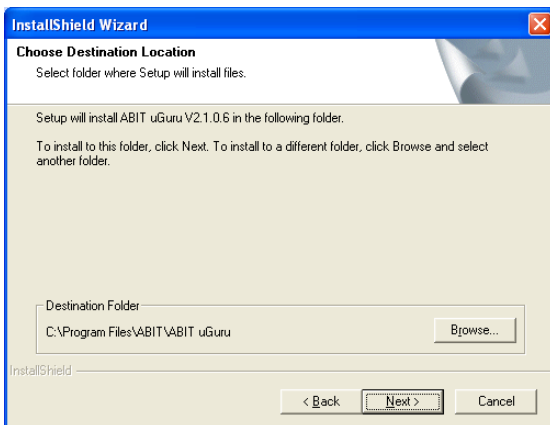 InstallShield Wizard
Choose Destination Location
Select folder where Setup will install files.
Setup will install ABIT uGuru V2.1.0.6 in the following folder.
To install to this folder, click Next. To install to a different folder, click Browse and select
another folder.
Destination Folder
C:\Program Files\ABIT\ABIT uGuru
Browse...
InstallShield
< Back
Next >
Cancel